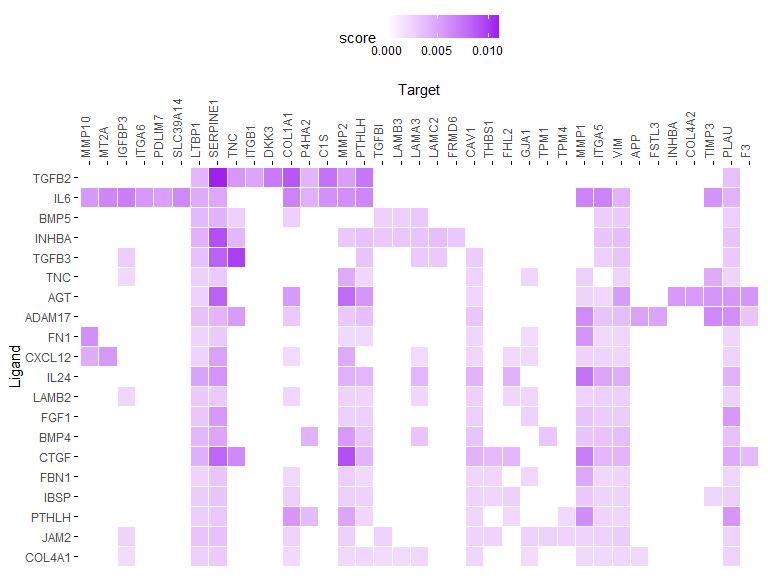 score
0.000 0.005 0.010
Target
MMP10 MT2A IGFBP3 ITGA6 PDLIM7 SLC39A14 LTBP1 SERPINE1 TNC ITGB1 DKK3 COL1A1 P4HA2 C1S MMP2 PTHLH TGFBI LAMB3 LAMA3 LAMC2 FRMD6 CAV1 THBS1 FHL2 GJA1 TPM1 TPM4 MMP1 ITGA5 VIM APP FSTL3 INHBA COL4A2 TIMP3 PLAU F3
Ligand
TGFB2
IL6
BMP5
INHBA
TGFB3
TNC
AGT
ADAM17
FN1
CXCL12
IL24
LAMB2
FGF1
BMP4
CTGF
FBN1
IBSP
PTHLH
JAM2
COL4A1